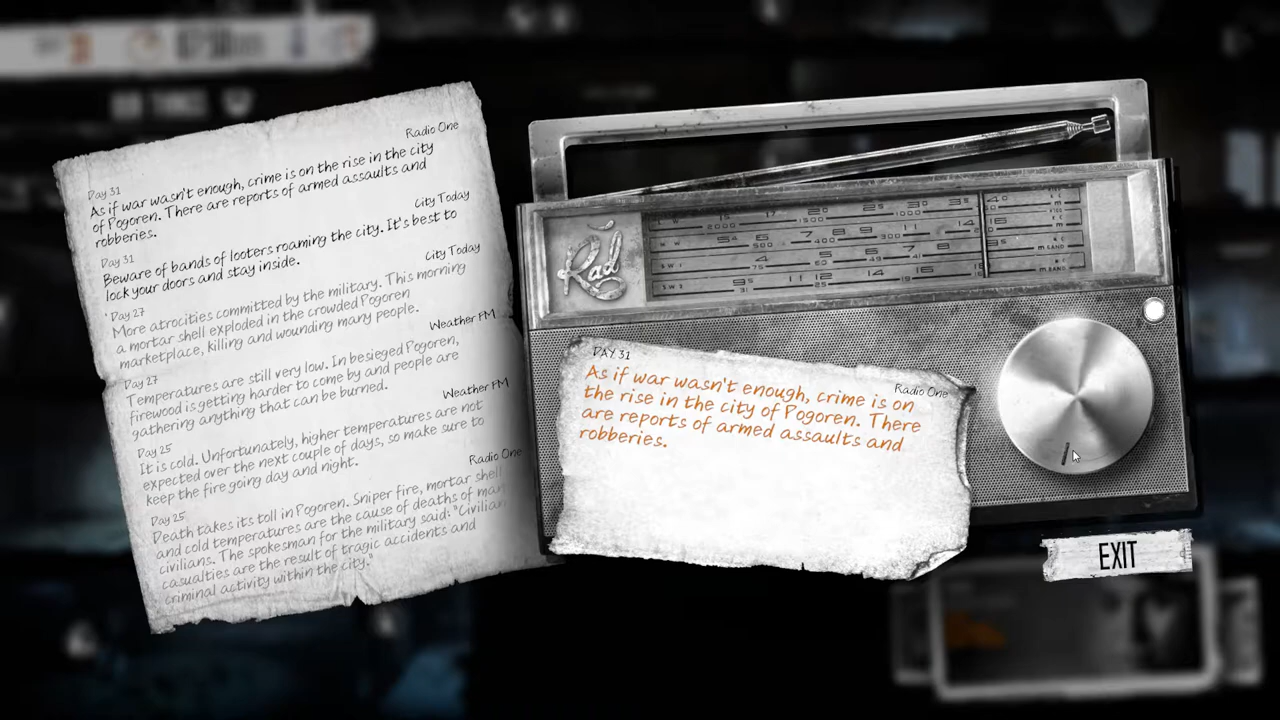 Radio One
Day 31
As if war wasn't enough, crime is on the rise in the city
of Pogoren. There are reports of armed assaults and
robberies.
City Today
Day 31
Beware of bands of looters roaming the city. It's best to
lock your doors and stay inside.
City Today
Day 27
More atrocities committed by the military. This morning
a mortar shell exploded in the crowded Pogoren
marketplace, killing and wounding many people.
Weather FM
Day 27
Temperatures are still very low. In besieged Pogoren,
firewood is getting harder to come by and people are
gathering anything that can be burned.
Weather FM
Day 25
It is cold. Unfortunately, higher temperatures are not
expected over the next couple of days, so make sure to
keep the fire going day and night.
Radio One
Day 25
Death takes its toll in Pogoren. Sniper fire, mortar shell
and cold temperatures are the cause of deaths of man
civilians. The spokesman for the military said: "Civilian
casualties are the result of tragic accidents and
criminal activity within the city."
Rad
DAY 31
Radio One
As if war wasn't enough, crime is on
the rise in the city of Pogoren. There
are reports of armed assaults and
robberies.
EXIT